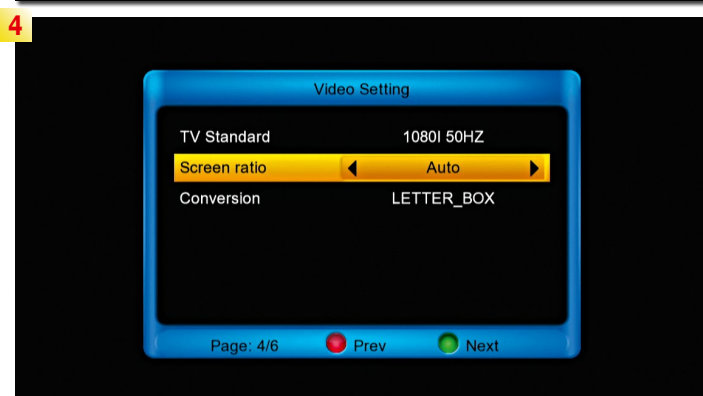 4
Video Setting
TV Standard 1080I 50HZ
Screen ratio Auto
Conversion LETTER_BOX
Page: 4/6 Prev Next